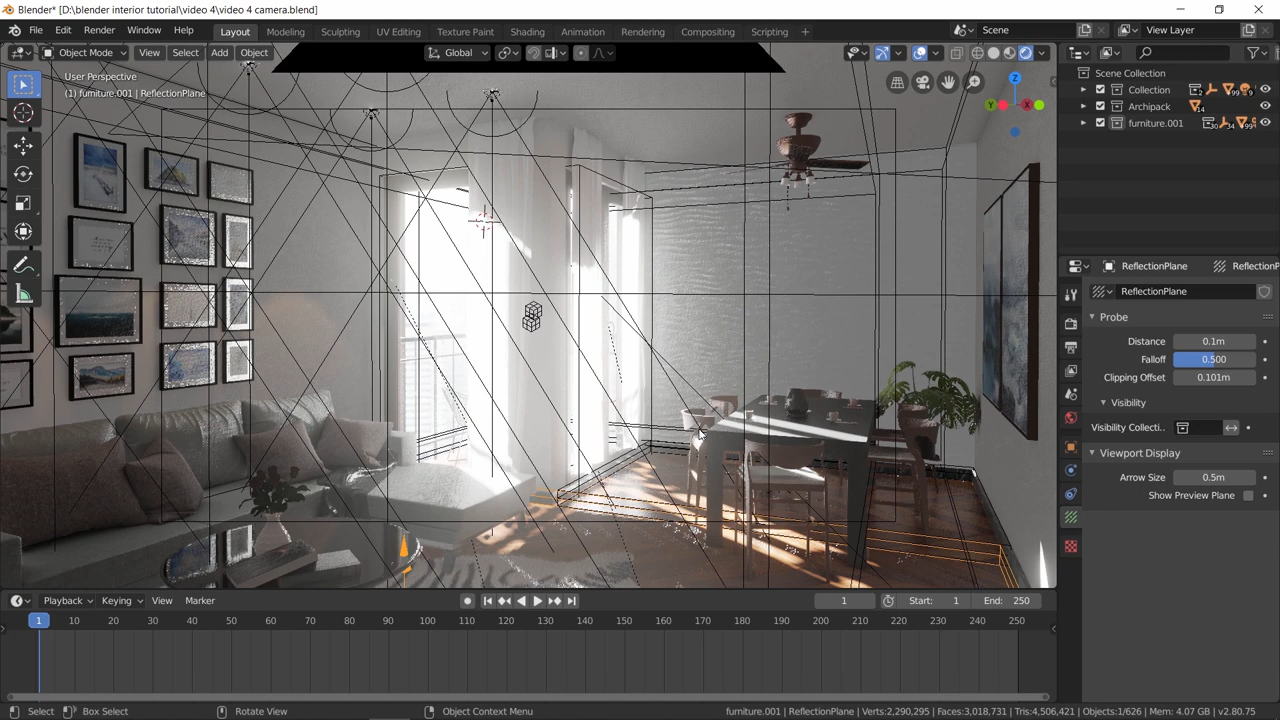 Blender* [D:\blender interior tutorial\video 4\video 4 camera.blend]
File Edit Render Window Help Layout Modeling Sculpting UV Editing Texture Paint Shading Animation Rendering Compositing Scripting + Scene View Layer
Object Mode View Select Add Object Global
User Perspective
(1) furniture.001 | ReflectionPlane
Z
Y
X
Scene Collection
Collection
Archipack 14
furniture.001
ReflectionPlane
ReflectionPlane
Probe
Distance 0.1m
Falloff 0.500
Clipping Offset 0.101m
Visibility
Visibility Collecti..
Viewport Display
Arrow Size 0.5m
Show Preview Plane
Playback Keying View Marker 1 Start: 1 End: 250
1 10 20 30 40 50 60 70 80 90 100 110 120 130 140 150 160 170 180 190 200 210 220 230 240 250
Select Box Select Rotate View Object Context Menu furniture.001 | ReflectionPlane | Verts:2,290,295 | Faces:3,018,731 | Tris:4,506,421 | Objects:1/626 | Mem: 4.07 GB | v2.80.75